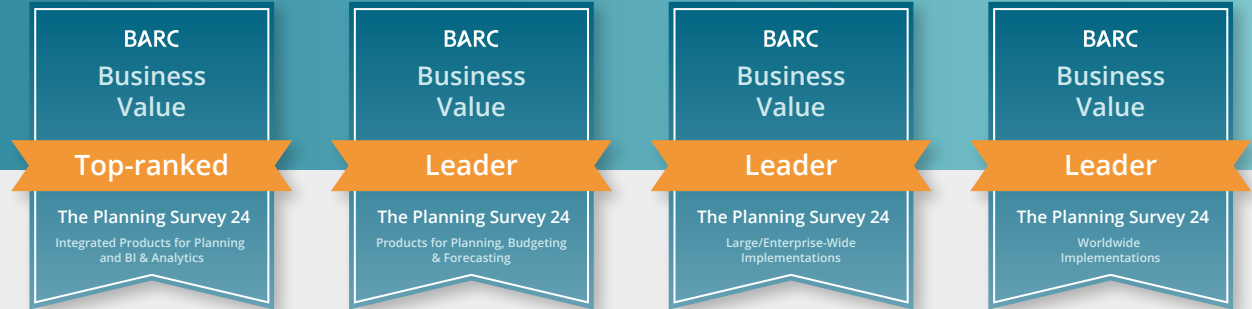 BARC
Business
Value
Top-ranked
The Planning Survey 24
Integrated Products for Planning
and BI & Analytics
BARC
Business
Value
Leader
The Planning Survey 24
Products for Planning, Budgeting
& Forecasting
BARC
Business
Value
Leader
The Planning Survey 24
Large/Enterprise-Wide
Implementations
BARC
Business
Value
Leader
The Planning Survey 24
Worldwide
Implementations